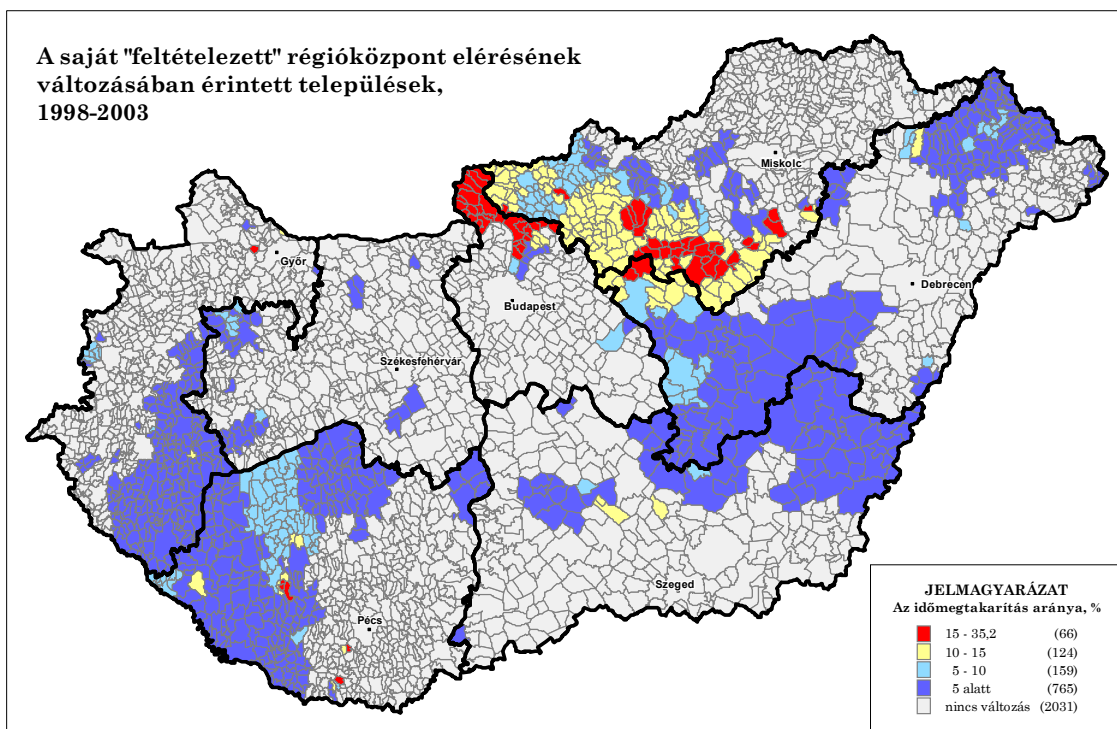 A saját "feltételezett" régióközpont elérésének
változásában érintett települések,
1998-2003
Miskolc
Győr
Debrecen
Budapest
Székesfehérvár
Szeged
Pécs
JELMAGYARÁZAT
Az időmegtakarítás aránya, %
15 - 35,2 (66)
10 - 15 (124)
5 - 10 (159)
5 alatt (765)
nincs változás (2031)